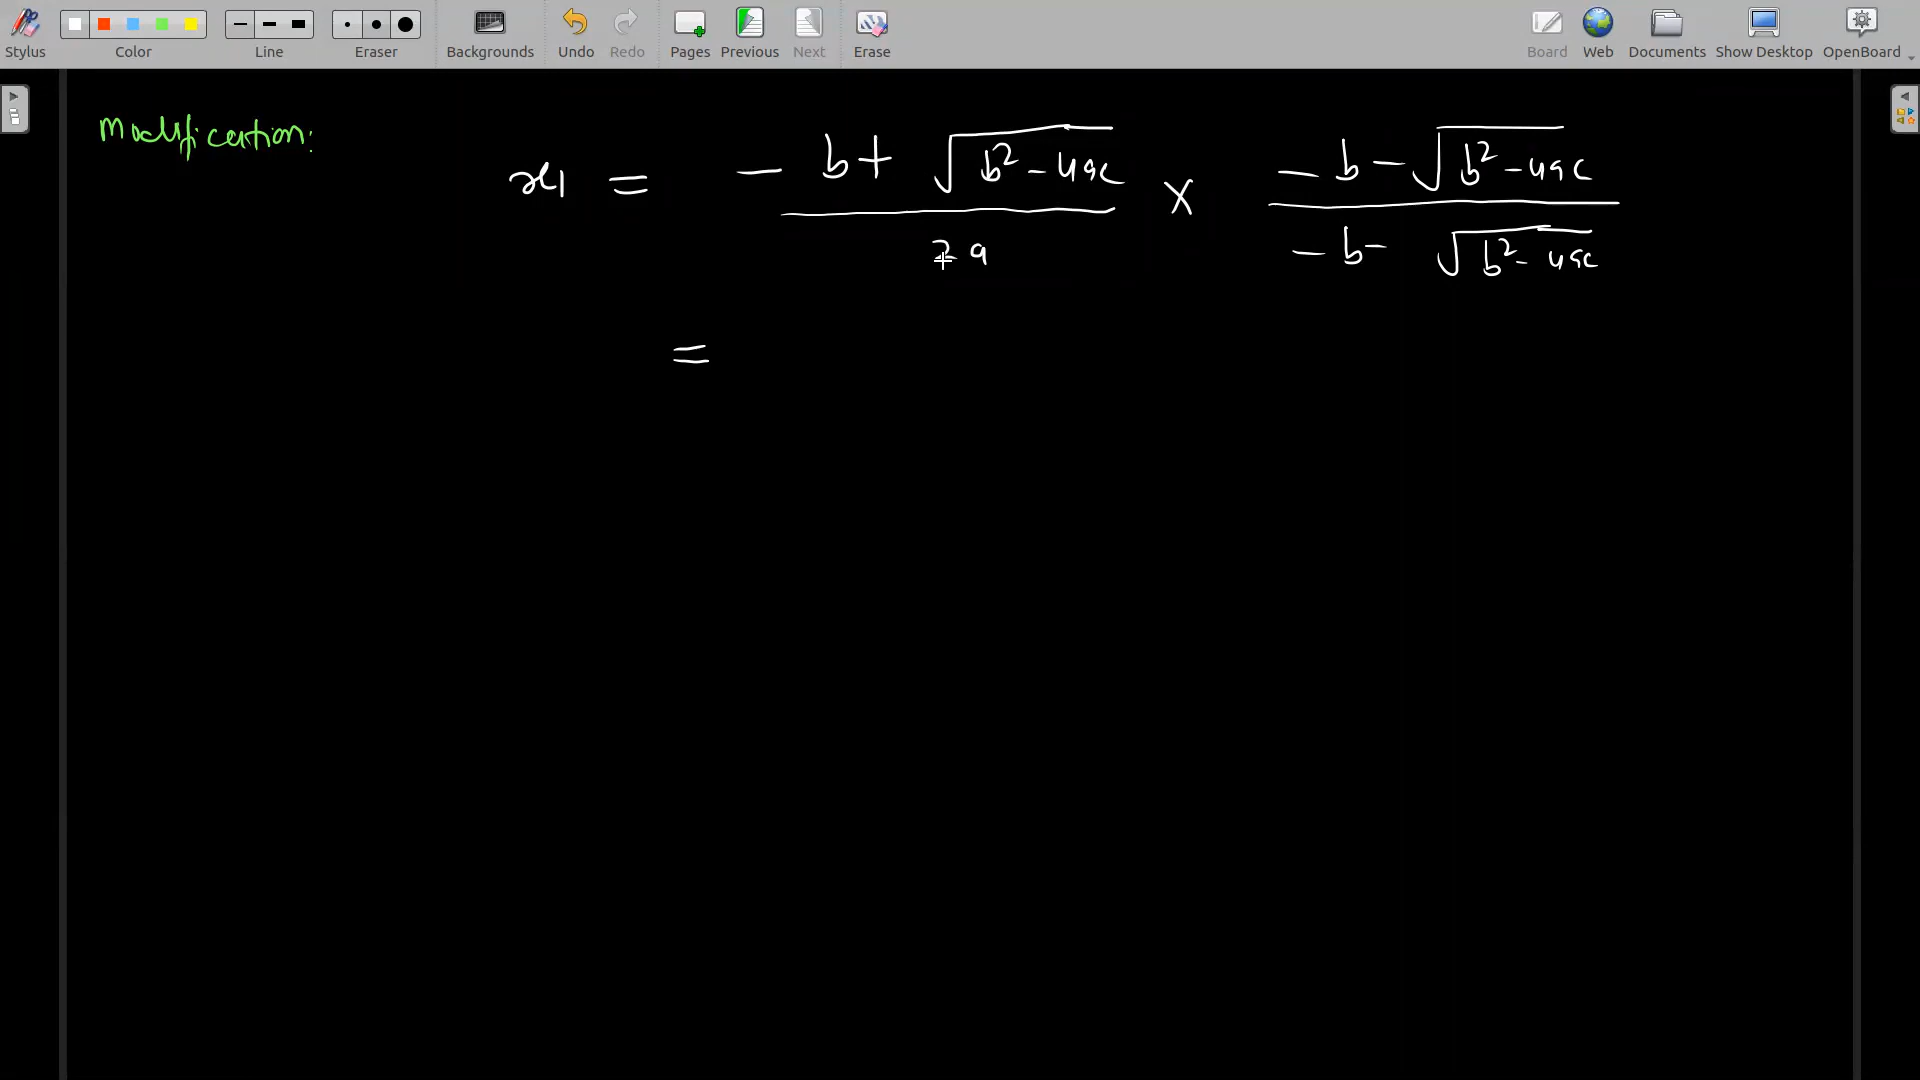 Stylus Color Line Eraser Backgrounds Undo Redo Pages Previous Next Erase Board Web Documents Show Desktop OpenBoard
Modification:
x1 = - b + √(b² - 4ac) / 2a × - b - √(b² - 4ac) / - b - √(b² - 4ac)
=